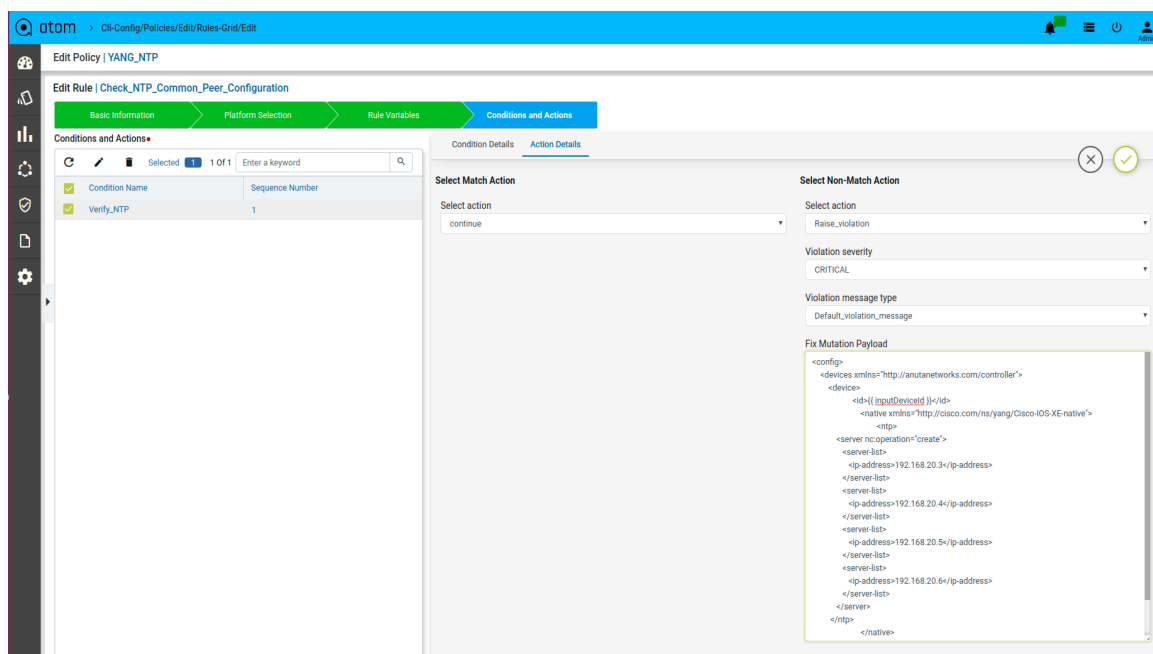 atom > Cli-Config/Policies/Edit/Rules-Grid/Edit
Admi
Edit Policy | YANG_NTP
Edit Rule | Check_NTP_Common_Peer_Configuration
Basic Information
Platform Selection
Rule Variables
Conditions and Actions
Conditions and Actions
Selected 1 1 Of 1 Enter a keyword
Condition Name Sequence Number
Verify_NTP 1
Condition Details Action Details
Select Match Action
Select action
continue
Select Non-Match Action
Select action
Raise_violation
Violation severity
CRITICAL
Violation message type
Default_violation_message
Fix Mutation Payload
<config>
<devices xmlns="http://anutanetworks.com/controller">
<device>
<id>{{ inputDeviceId }}</id>
<native xmlns="http://cisco.com/ns/yang/Cisco-IOS-XE-native">
<ntp>
<server nc:operation="create">
<server-list>
<ip-address>192.168.20.3</ip-address>
</server-list>
<server-list>
<ip-address>192.168.20.4</ip-address>
</server-list>
<server-list>
<ip-address>192.168.20.5</ip-address>
</server-list>
<server-list>
<ip-address>192.168.20.6</ip-address>
</server-list>
</server>
</ntp>
</native>